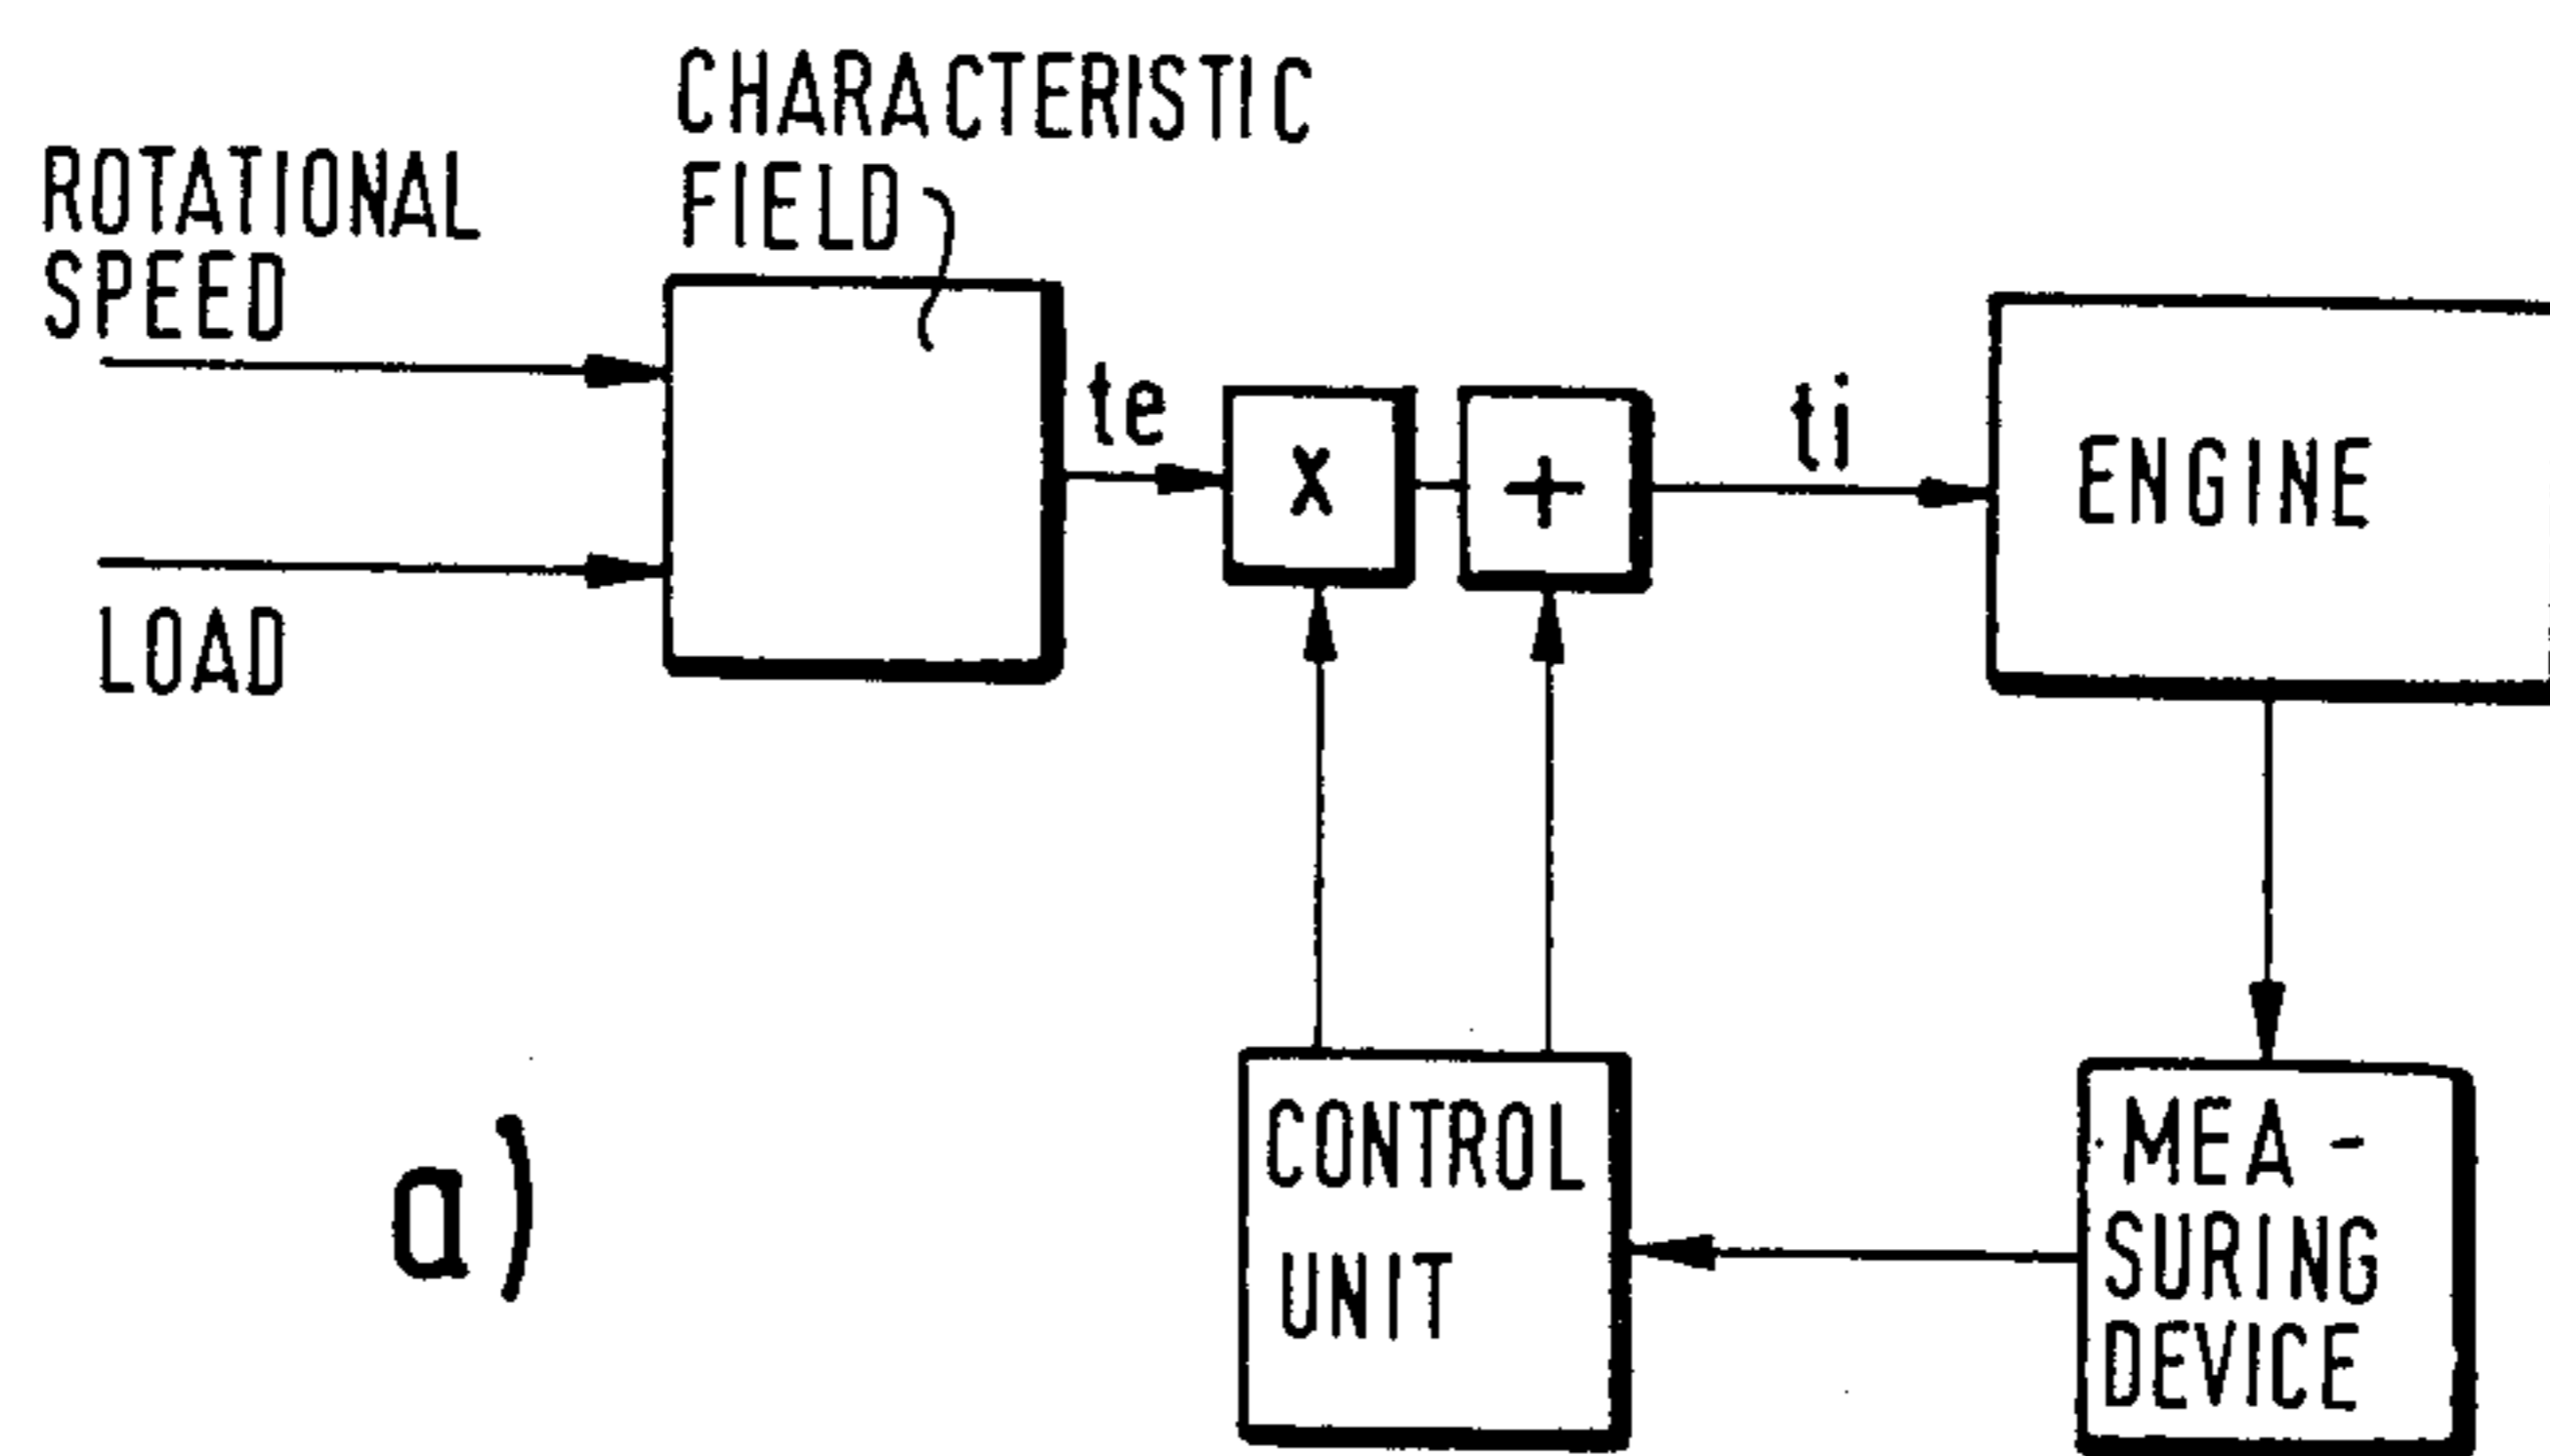 CHARACTERISTIC
FIELD
ROTATIONAL
SPEED
LOAD
te
x
+
ti
ENGINE
CONTROL
UNIT
MEA-
SURING
DEVICE
a)